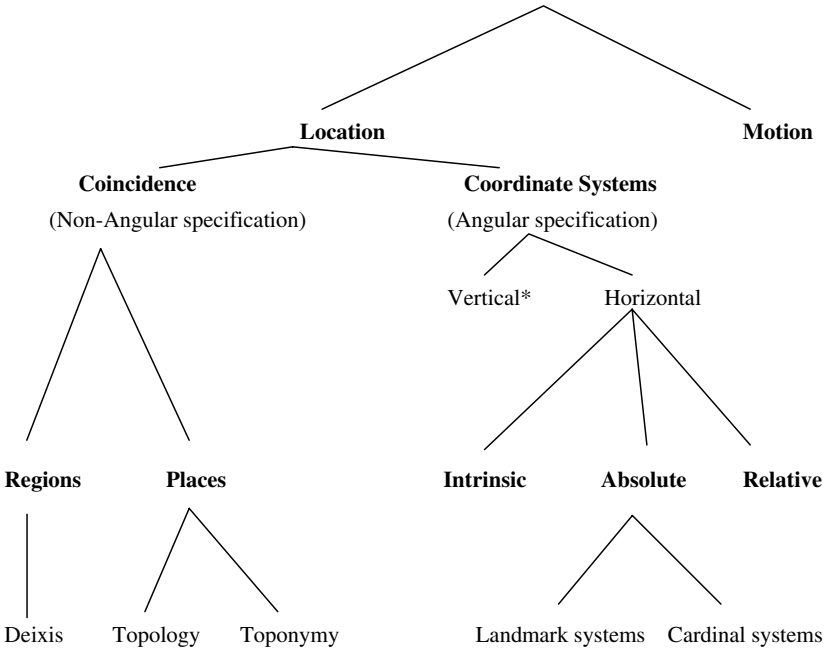 Location Motion
Coincidence Coordinate Systems
(Non-Angular specification) (Angular specification)
Vertical* Horizontal
Regions Places Intrinsic Absolute Relative
Deixis Topology Toponymy Landmark systems Cardinal systems